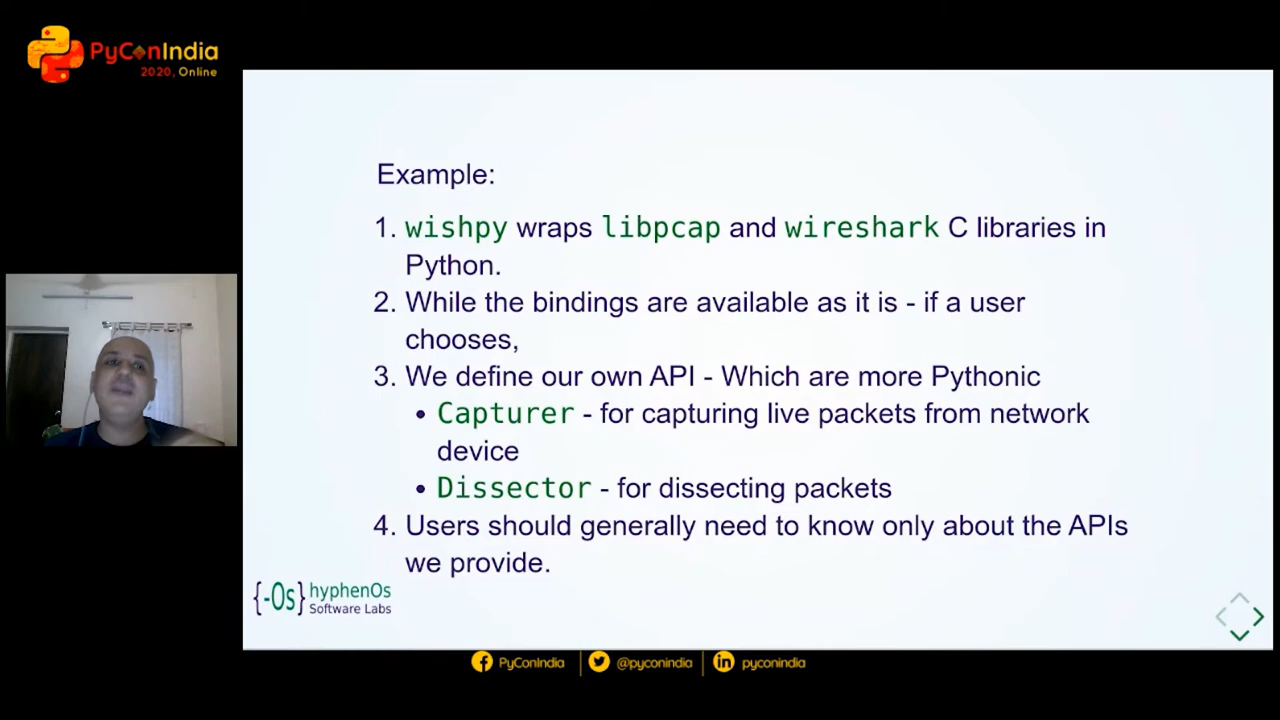 PyConIndia
2020, Online
Example:
1. wishpy wraps libpcap and wireshark C libraries in
Python.
2. While the bindings are available as it is - if a user
chooses,
3. We define our own API - Which are more Pythonic
• Capturer - for capturing live packets from network
device
• Dissector - for dissecting packets
4. Users should generally need to know only about the APIs
we provide.
{-Os} hyphenOs
Software Labs
PyConIndia @pyconindia pyconindia